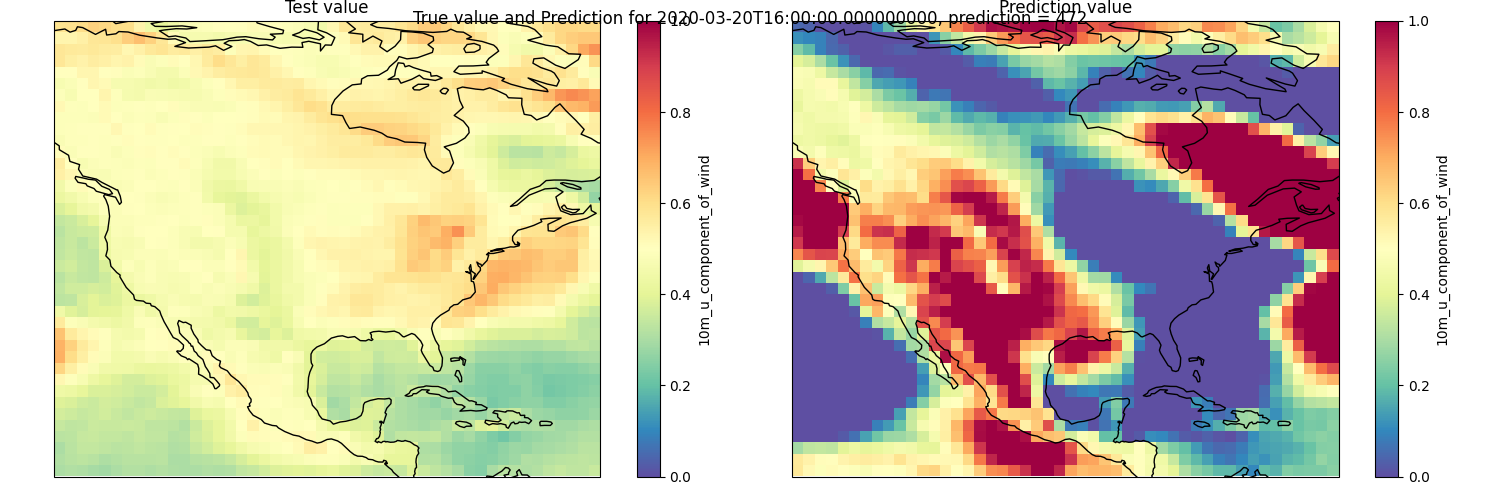 True value and Prediction for 2020-03-20T16:00:00.000000000, prediction = 472
Test value
Prediction value
1.0
0.8
0.6
0.4
0.2
0.0
10m_u_component_of_wind
1.0
0.8
0.6
0.4
0.2
0.0
10m_u_component_of_wind